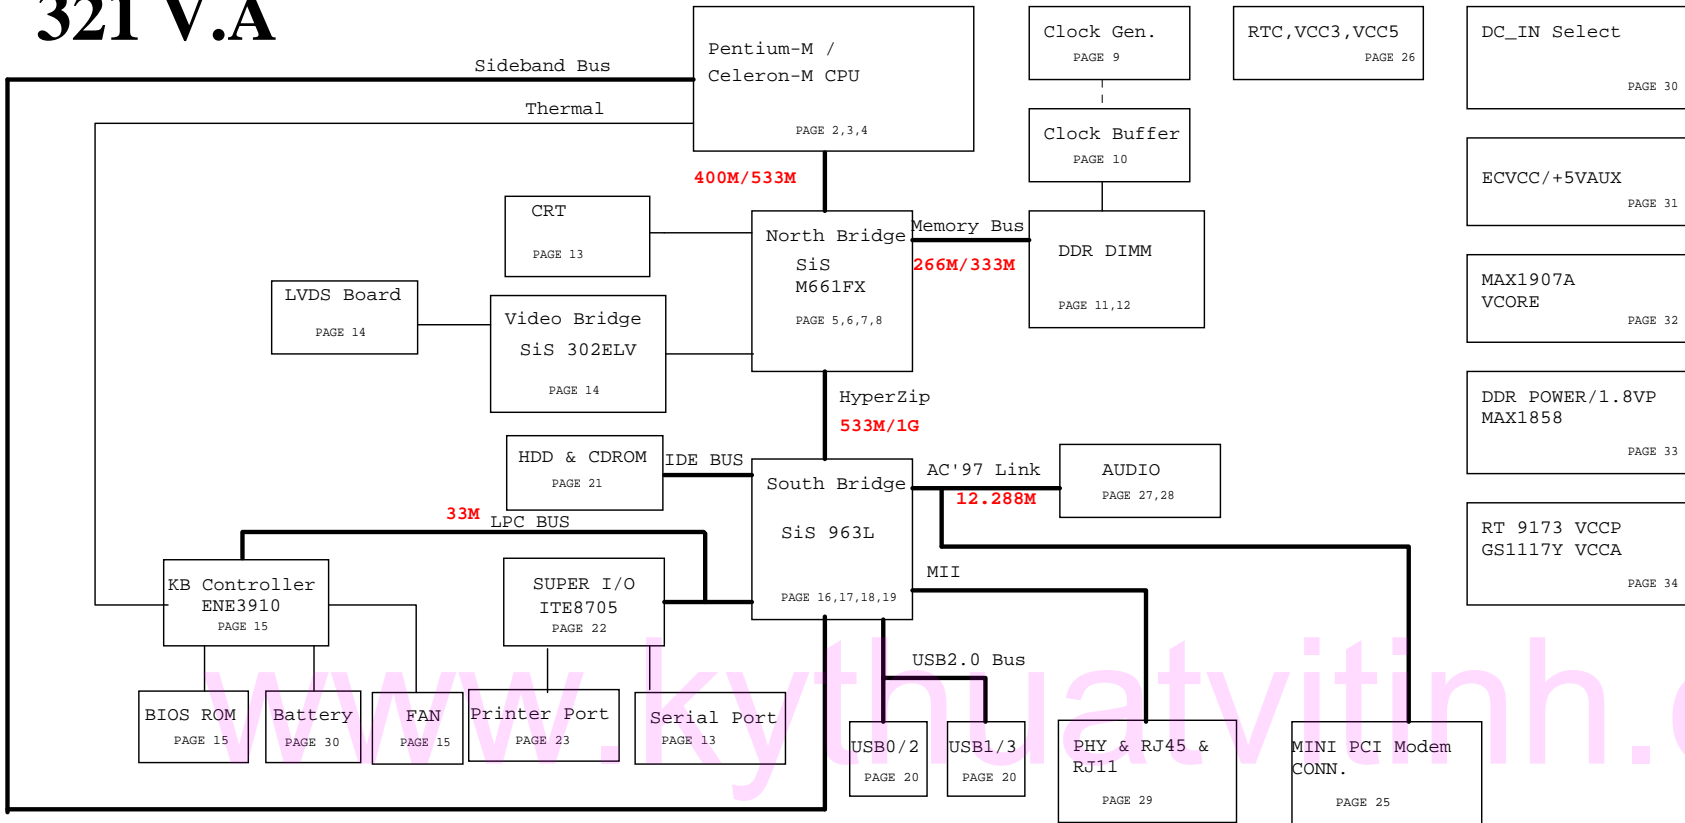 321 V.A
Sideband Bus
Thermal
Pentium-M /
Celeron-M CPU
PAGE 2,3,4
400M/533M
Clock Gen.
PAGE 9
Clock Buffer
PAGE 10
RTC,VCC3,VCC5
PAGE 26
DC_IN Select
PAGE 30
ECVCC/+5VAUX
PAGE 31
MAX1907A
VCORE
PAGE 32
DDR POWER/1.8VP
MAX1858
PAGE 33
RT 9173 VCCP
GS1117Y VCCA
PAGE 34
CRT
PAGE 13
North Bridge
SiS
M661FX
PAGE 5,6,7,8
Memory Bus
266M/333M
DDR DIMM
PAGE 11,12
LVDS Board
PAGE 14
Video Bridge
SiS 302ELV
PAGE 14
HyperZip
533M/1G
HDD & CDROM
PAGE 21
IDE BUS
South Bridge
SiS 963L
PAGE 16,17,18,19
AC'97 Link
12.288M
AUDIO
PAGE 27,28
33M
LPC BUS
KB Controller
ENE3910
PAGE 15
SUPER I/O
ITE8705
PAGE 22
MII
USB2.0 Bus
BIOS ROM
PAGE 15
Battery
PAGE 30
FAN
PAGE 15
Printer Port
PAGE 23
Serial Port
PAGE 13
USB0/2
PAGE 20
USB1/3
PAGE 20
PHY & RJ45 &
RJ11
PAGE 29
MINI PCI Modem
CONN.
PAGE 25
www.kythuatvitinh.